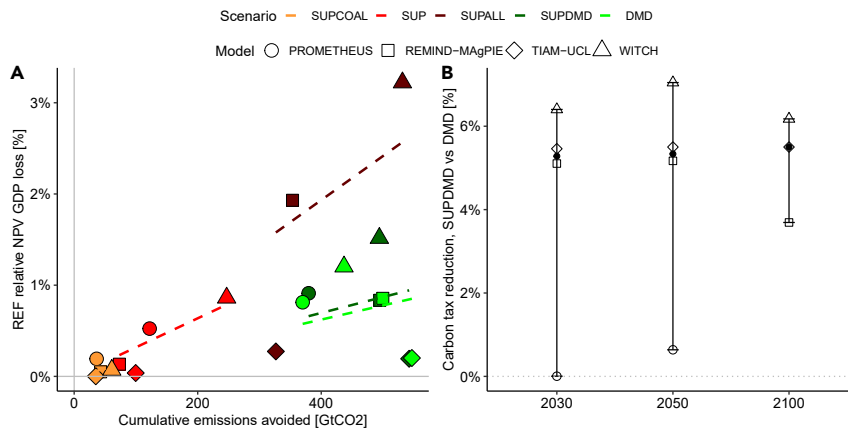 Scenario SUPCOAL SUP SUPALL SUPDMD DMD
Model PROMETHEUS REMIND−MAgPIE TIAM−UCL WITCH
A
REF relative NPV GDP loss [%]
3%
2%
1%
0%
0 200 400
Cumulative emissions avoided [GtCO2]
B
Carbon tax reduction, SUPDMD vs DMD [%]
6%
4%
2%
0%
2030 2050 2100